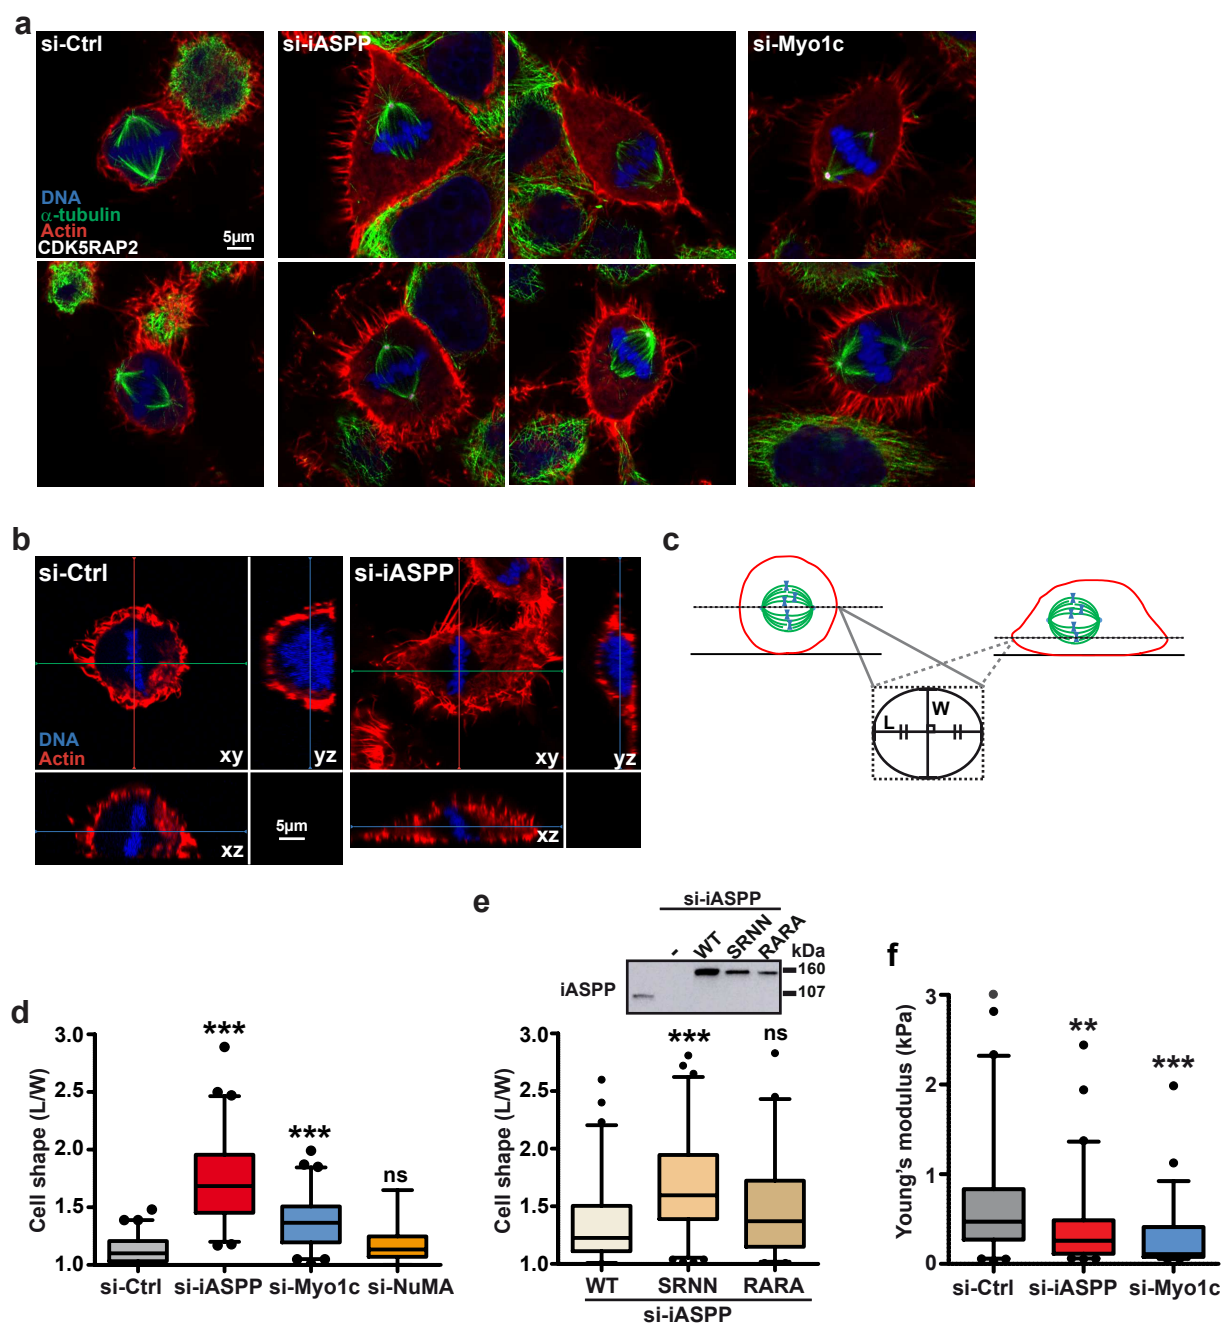 a
si-Ctrl
si-iASPP
si-Myo1c
DNA
α-tubulin
Actin
CDK5RAP2
5µm
b
si-Ctrl
DNA
Actin
xy
yz
xz
5µm
si-iASPP
xy
yz
xz
c
L
W
d
Cell shape (L/W)
3.0
2.5
2.0
1.5
1.0
***
***
ns
si-Ctrl
si-iASPP
si-Myo1c
si-NuMA
e
si-iASPP
-
WT
SRNN
RARA
kDa
iASPP
160
107
Cell shape (L/W)
3.0
2.5
2.0
1.5
1.0
***
ns
WT
SRNN
RARA
si-iASPP
f
Young's modulus (kPa)
3
2
1
0
**
***
si-Ctrl
si-iASPP
si-Myo1c